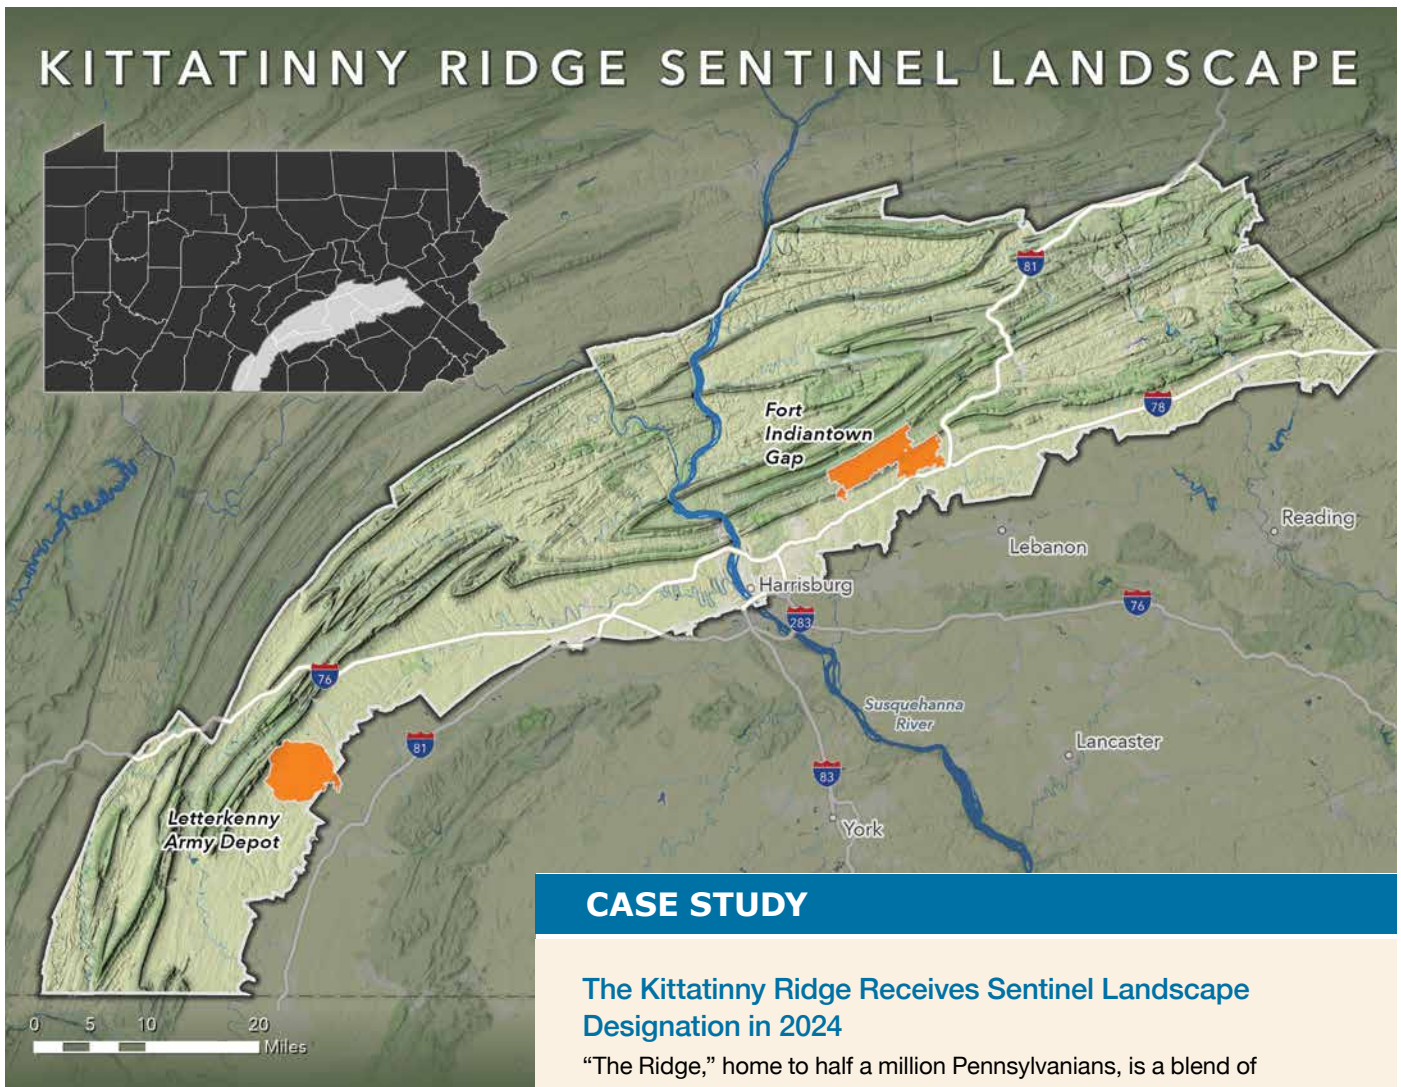 KITTATINNY RIDGE SENTINEL LANDSCAPE
81
78
Fort
Indiantown
Gap
Reading
Lebanon
Harrisburg
76
283
76
Susquehanna
River
81
Lancaster
83
Letterkenny
Army Depot
York
0 5 10 20
Miles
CASE STUDY
The Kittatinny Ridge Receives Sentinel Landscape
Designation in 2024
“The Ridge,” home to half a million Pennsylvanians, is a blend of